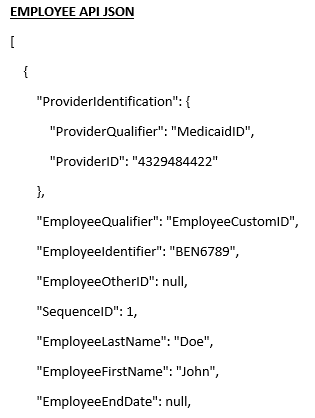 EMPLOYEE API JSON
[
{
"ProviderIdentification": {
"ProviderQualifier": "MedicaidID",
"ProviderID": "4329484422"
},
"EmployeeQualifier": "EmployeeCustomID",
"EmployeeIdentifier": "BEN6789",
"EmployeeOtherID": null,
"SequenceID": 1,
"EmployeeLastName": "Doe",
"EmployeeFirstName": "John",
"EmployeeEndDate": null,